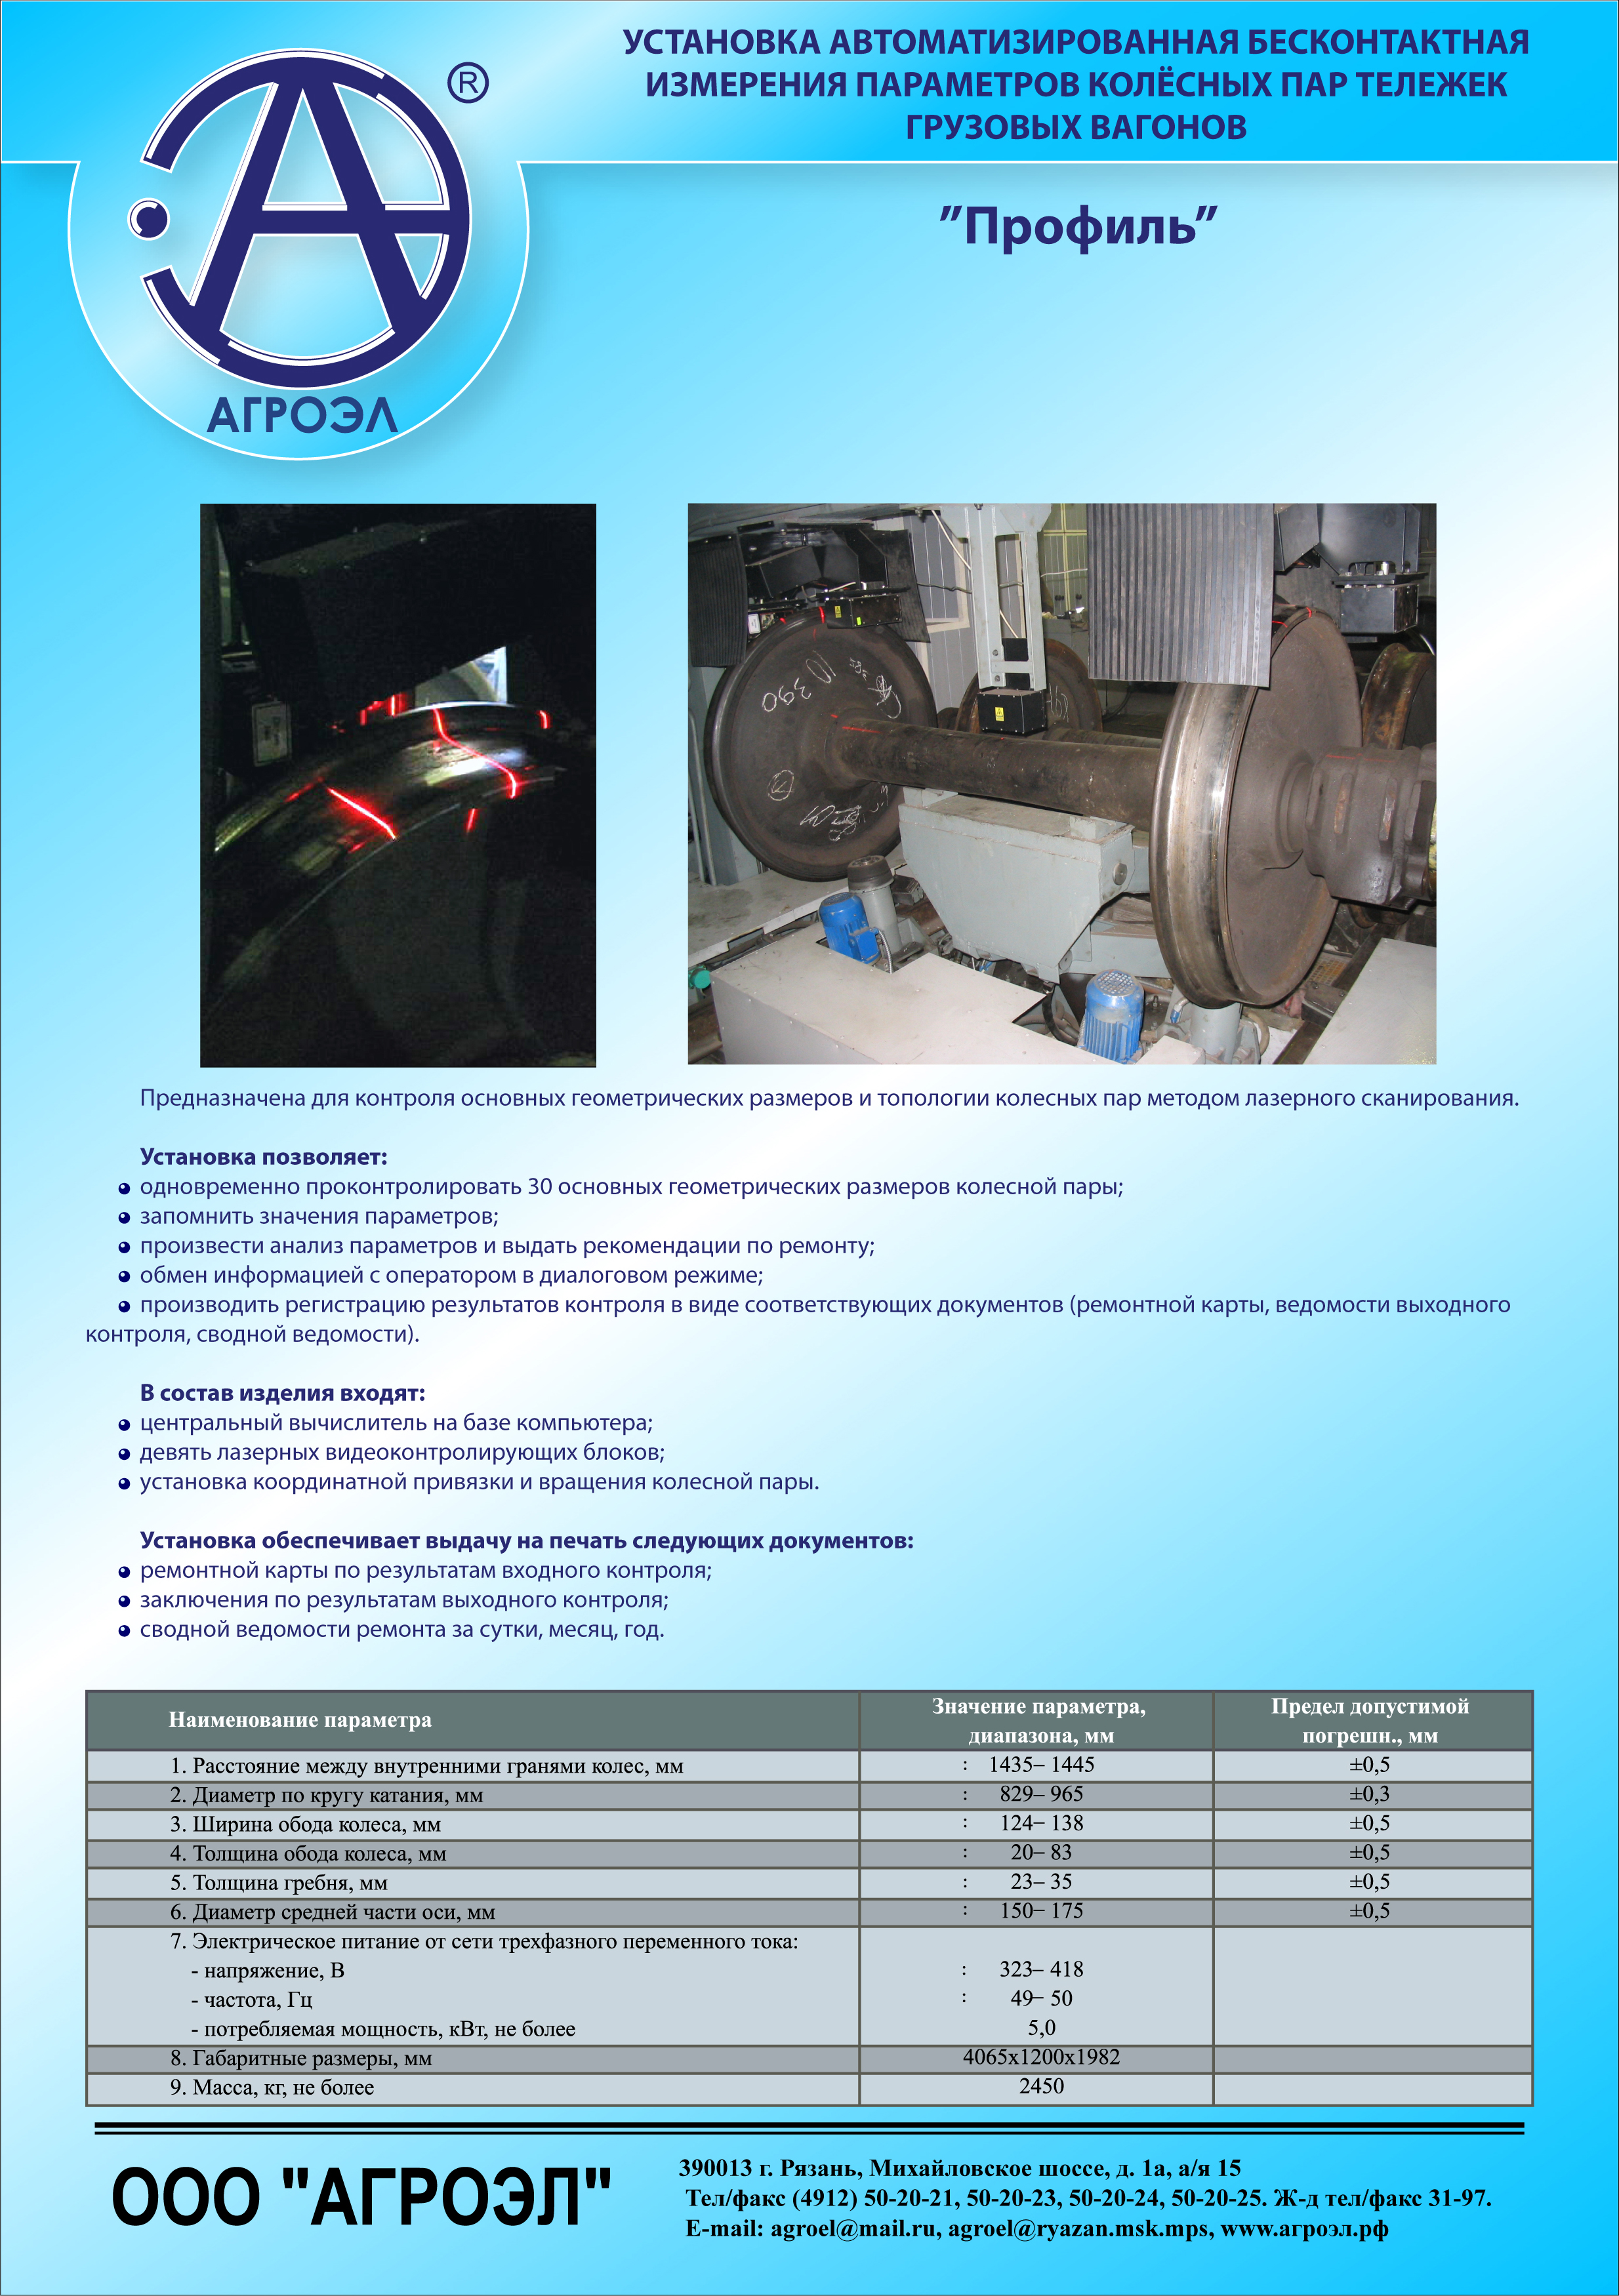 УСТАНОВКА АВТОМАТИЗИРОВАННАЯ БЕСКОНТАКТНАЯ
ИЗМЕРЕНИЯ ПАРАМЕТРОВ КОЛЁСНЫХ ПАР ТЕЛЕЖЕК
ГРУЗОВЫХ ВАГОНОВ
®
"Профиль"
АГРОЭЛ
10 390
Предназначена для контроля основных геометрических размеров и топологии колесных пар методом лазерного сканирования.
Установка позволяет:
одновременно проконтролировать 30 основных геометрических размеров колесной пары;
запомнить значения параметров;
произвести анализ параметров и выдать рекомендации по ремонту;
обмен информацией с оператором в диалоговом режиме;
производить регистрацию результатов контроля в виде соответствующих документов (ремонтной карты, ведомости выходного
контроля, сводной ведомости).
В состав изделия входят:
центральный вычислитель на базе компьютера;
девять лазерных видеоконтролирующих блоков;
установка координатной привязки и вращения колесной пары.
Установка обеспечивает выдачу на печать следующих документов:
ремонтной карты по результатам входного контроля;
заключения по результатам выходного контроля;
сводной ведомости ремонта за сутки, месяц, год.
Наименование параметра Значение параметра, диапазона, мм Предел допустимой погрешн., мм
1. Расстояние между внутренними гранями колес, мм : 1435– 1445 ±0,5
2. Диаметр по кругу катания, мм : 829– 965 ±0,3
3. Ширина обода колеса, мм : 124– 138 ±0,5
4. Толщина обода колеса, мм : 20– 83 ±0,5
5. Толщина гребня, мм : 23– 35 ±0,5
6. Диаметр средней части оси, мм : 150– 175 ±0,5
7. Электрическое питание от сети трехфазного переменного тока:
- напряжение, В : 323– 418
- частота, Гц : 49– 50
- потребляемая мощность, кВт, не более 5,0
8. Габаритные размеры, мм 4065x1200x1982
9. Масса, кг, не более 2450
ООО "АГРОЭЛ"
390013 г. Рязань, Михайловское шоссе, д. 1а, а/я 15
Тел/факс (4912) 50-20-21, 50-20-23, 50-20-24, 50-20-25. Ж-д тел/факс 31-97.
E-mail: agroel@mail.ru, agroel@ryazan.msk.mps, www.агроэл.рф